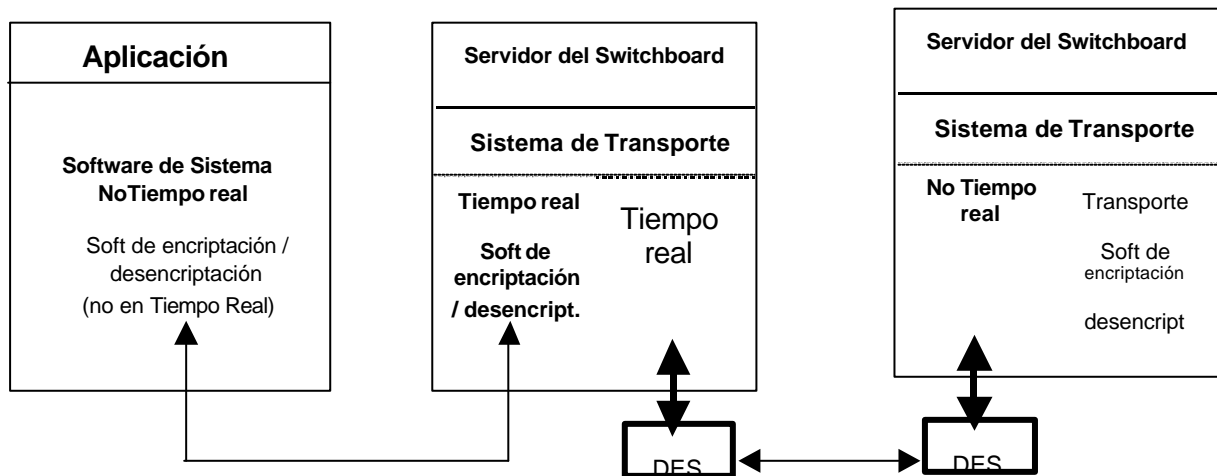 Aplicación
Software de Sistema
NoTiempo real
Soft de encriptación /
desencriptación
(no en Tiempo Real)
Servidor del Switchboard
Sistema de Transporte
Tiempo real
Soft de
encriptación
/ desencript.
Tiempo
real
DES
Servidor del Switchboard
Sistema de Transporte
No Tiempo
real
Transporte
Soft de
encriptación
desencript
DES